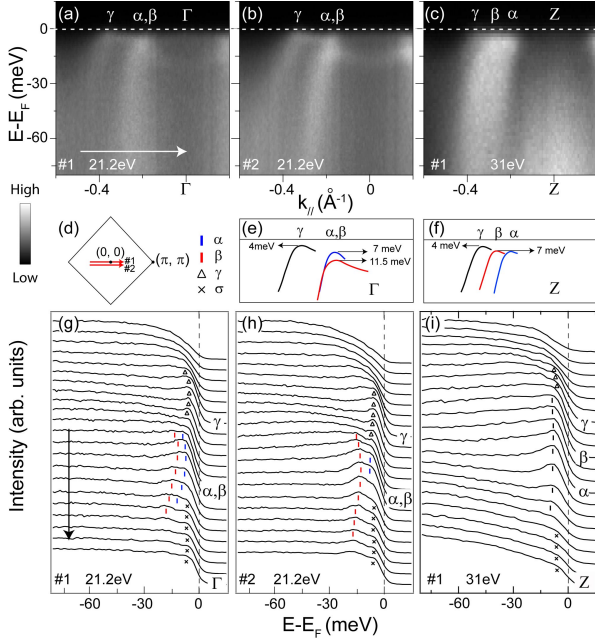 (a) γ α,β Γ
(b) γ α,β
(c) γ β α Z
E-E_F (meV)
0
-30
-60
#1 21.2eV
#2 21.2eV
#1 31eV
-0.4 Γ
-0.4 0
-0.4 Z
k_// (Å⁻¹)
High
Low
(d)
(0, 0)
#1
#2
(π, π)
α
β
γ
σ
(e) γ α,β
4meV
7 meV
11.5 meV
Γ
(f) γ β α
4 meV
7 meV
Z
Intensity (arb. units)
(g)
γ
α,β
#1 21.2eV Γ
(h)
γ
α,β
#2 21.2eV
(i)
γ
β
α
#1 31eV Z
-60 -30 0
-60 -30 0
-60 -30 0
E-E_F (meV)